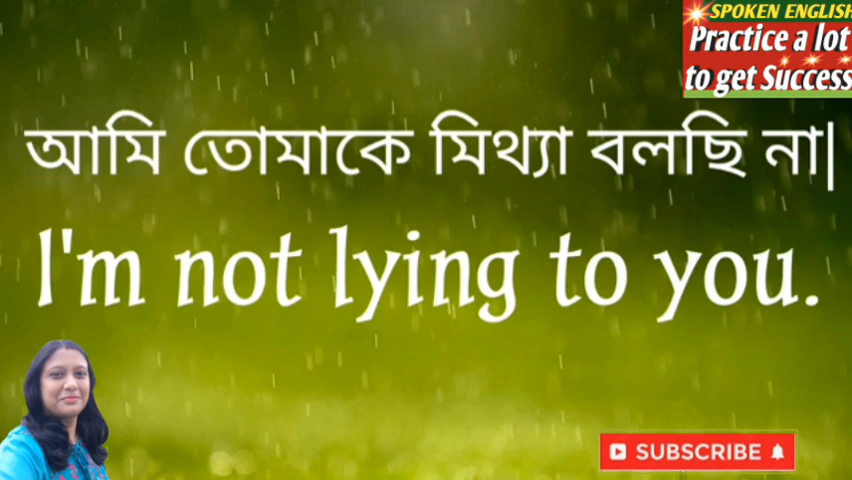 SPOKEN ENGLISH
Practice a lot
to get Success
আমি তোমাকে মিথ্যা বলছি না|
I'm not lying to you.
SUBSCRIBE